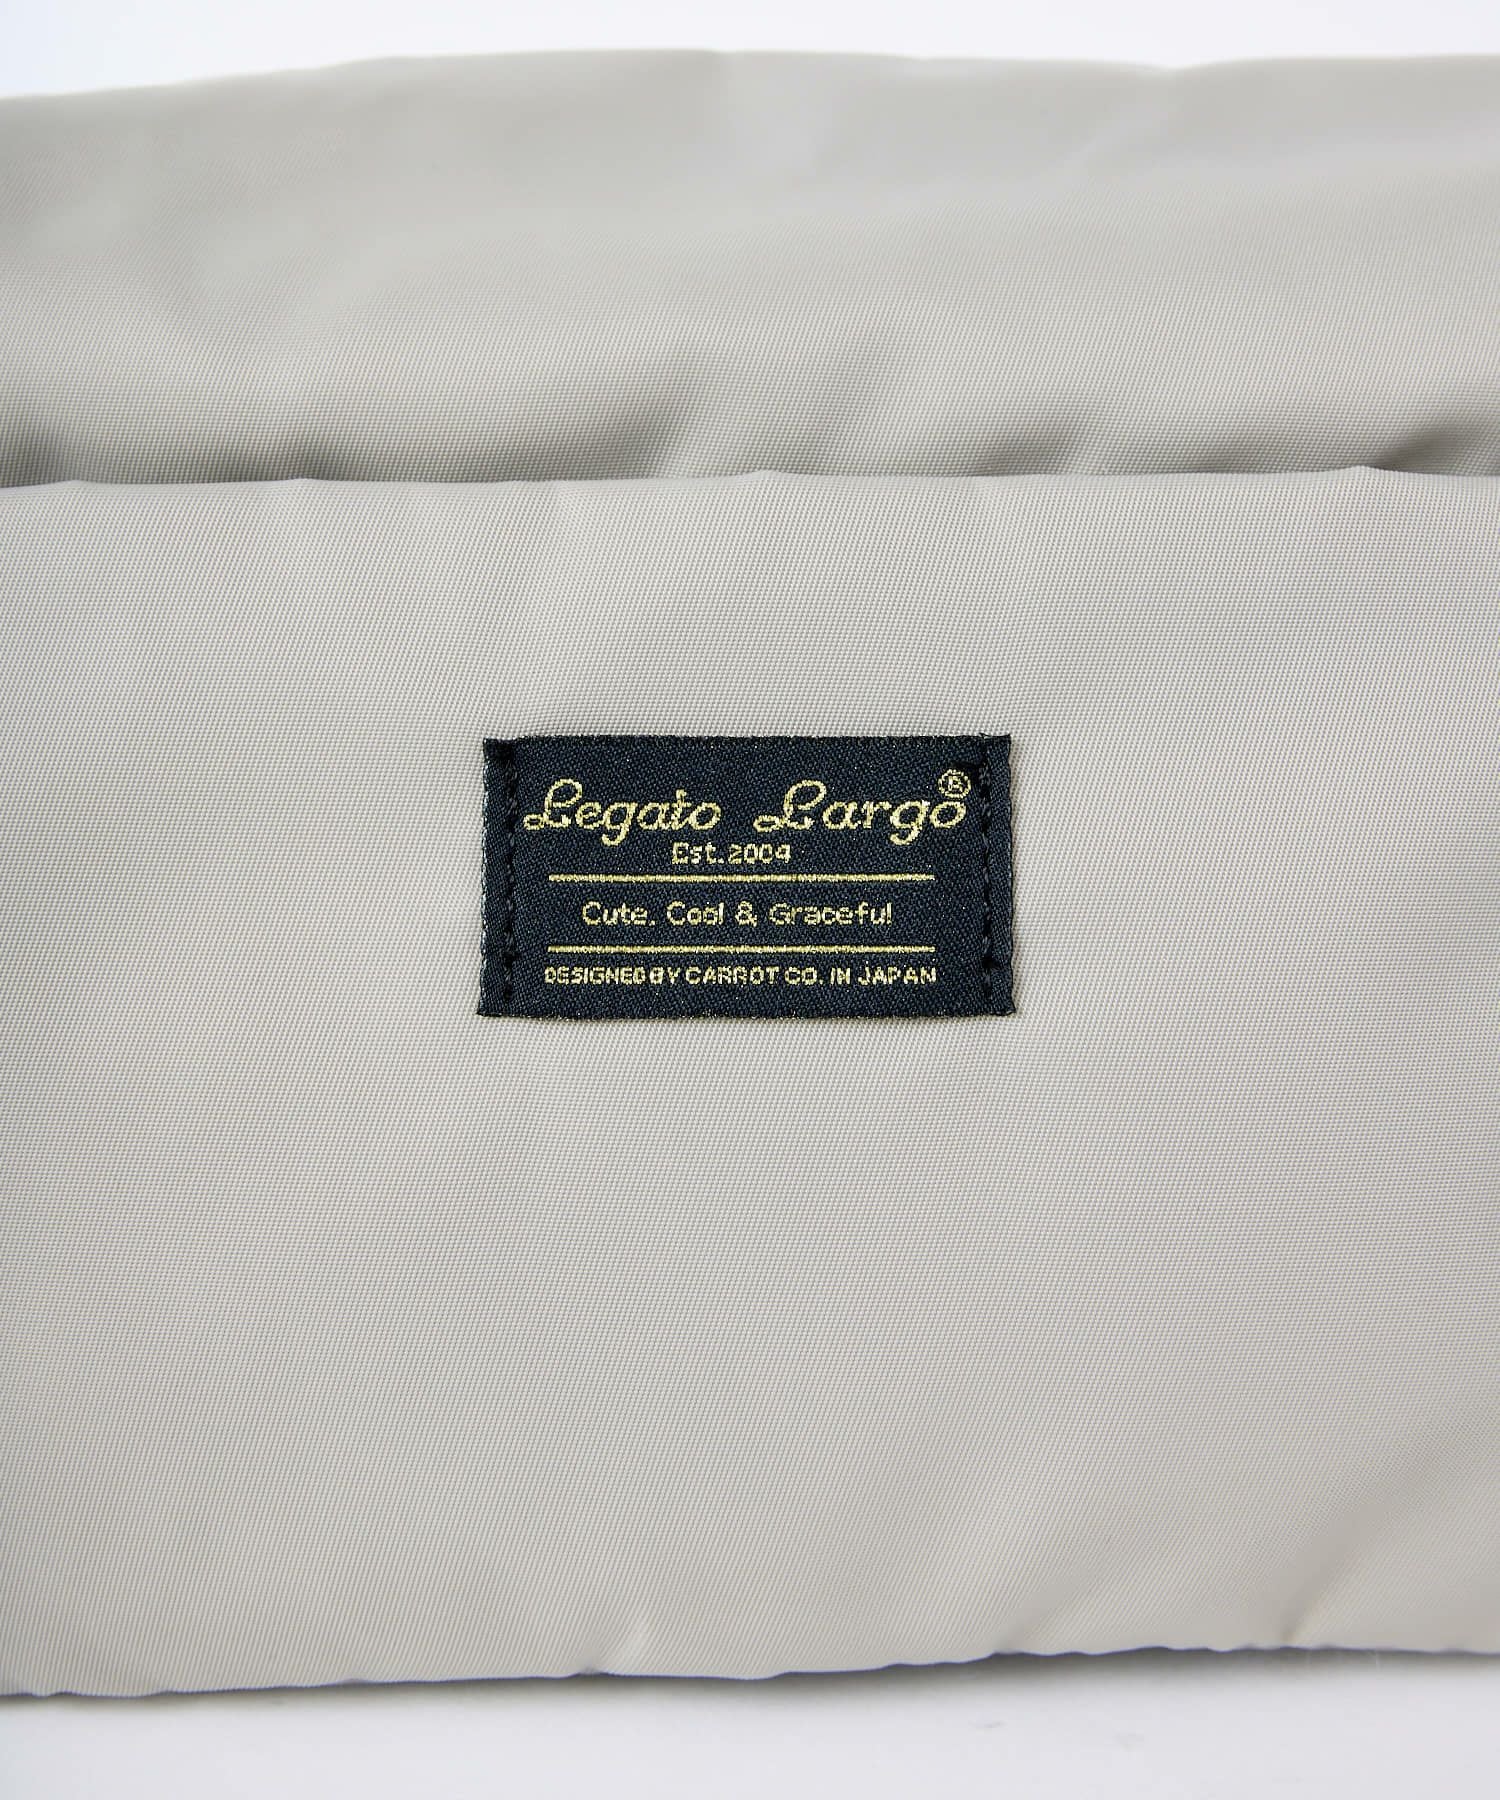 Legato Largo®
Est.2004
Cute. Cool & Graceful
DESIGNED BY CARROT CO. IN JAPAN